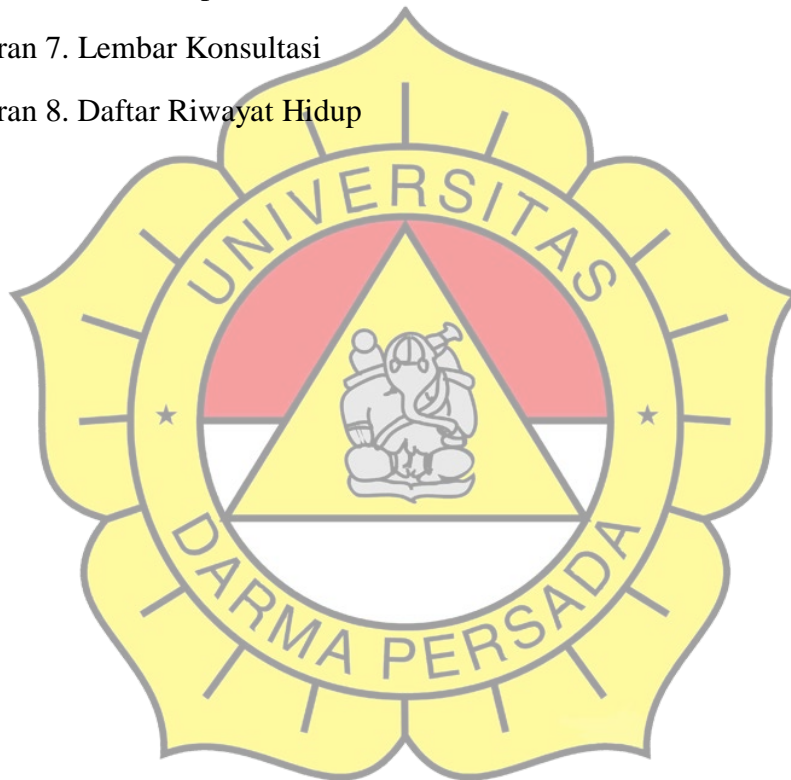 ran 7. Lembar Konsultasi
ran 8. Daftar Riwayat Hidup
UNIVERSITAS
DARMA PERSADA